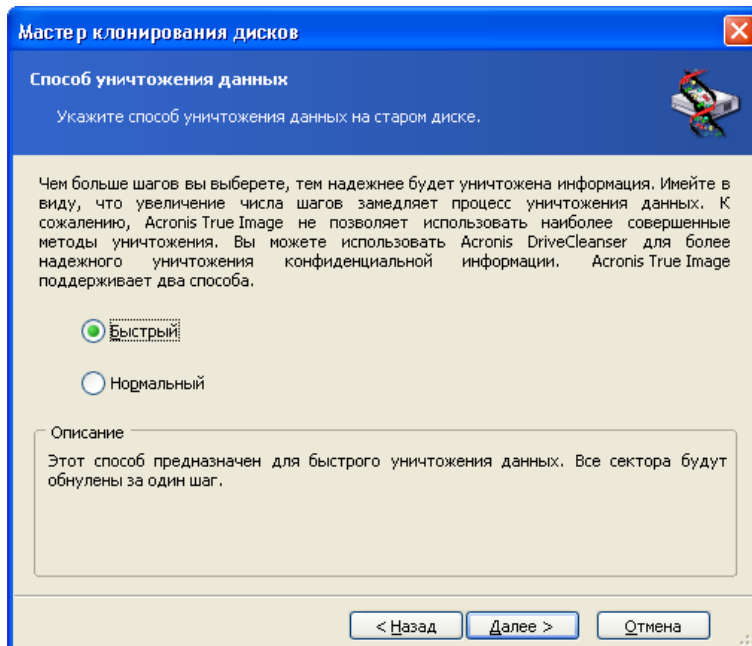 Мастер клонирования дисков
Способ уничтожения данных
Укажите способ уничтожения данных на старом диске.
Чем больше шагов вы выберете, тем надежнее будет уничтожена информация. Имейте в
виду, что увеличение числа шагов замедляет процесс уничтожения данных. К
сожалению, Acronis True Image не позволяет использовать наиболее совершенные
методы уничтожения. Вы можете использовать Acronis DriveCleanser для более
надежного уничтожения конфиденциальной информации. Acronis True Image
поддерживает два способа.
Быстрый
Нормальный
Описание
Этот способ предназначен для быстрого уничтожения данных. Все сектора будут
обнулены за один шаг.
< Назад
Далее >
Отмена